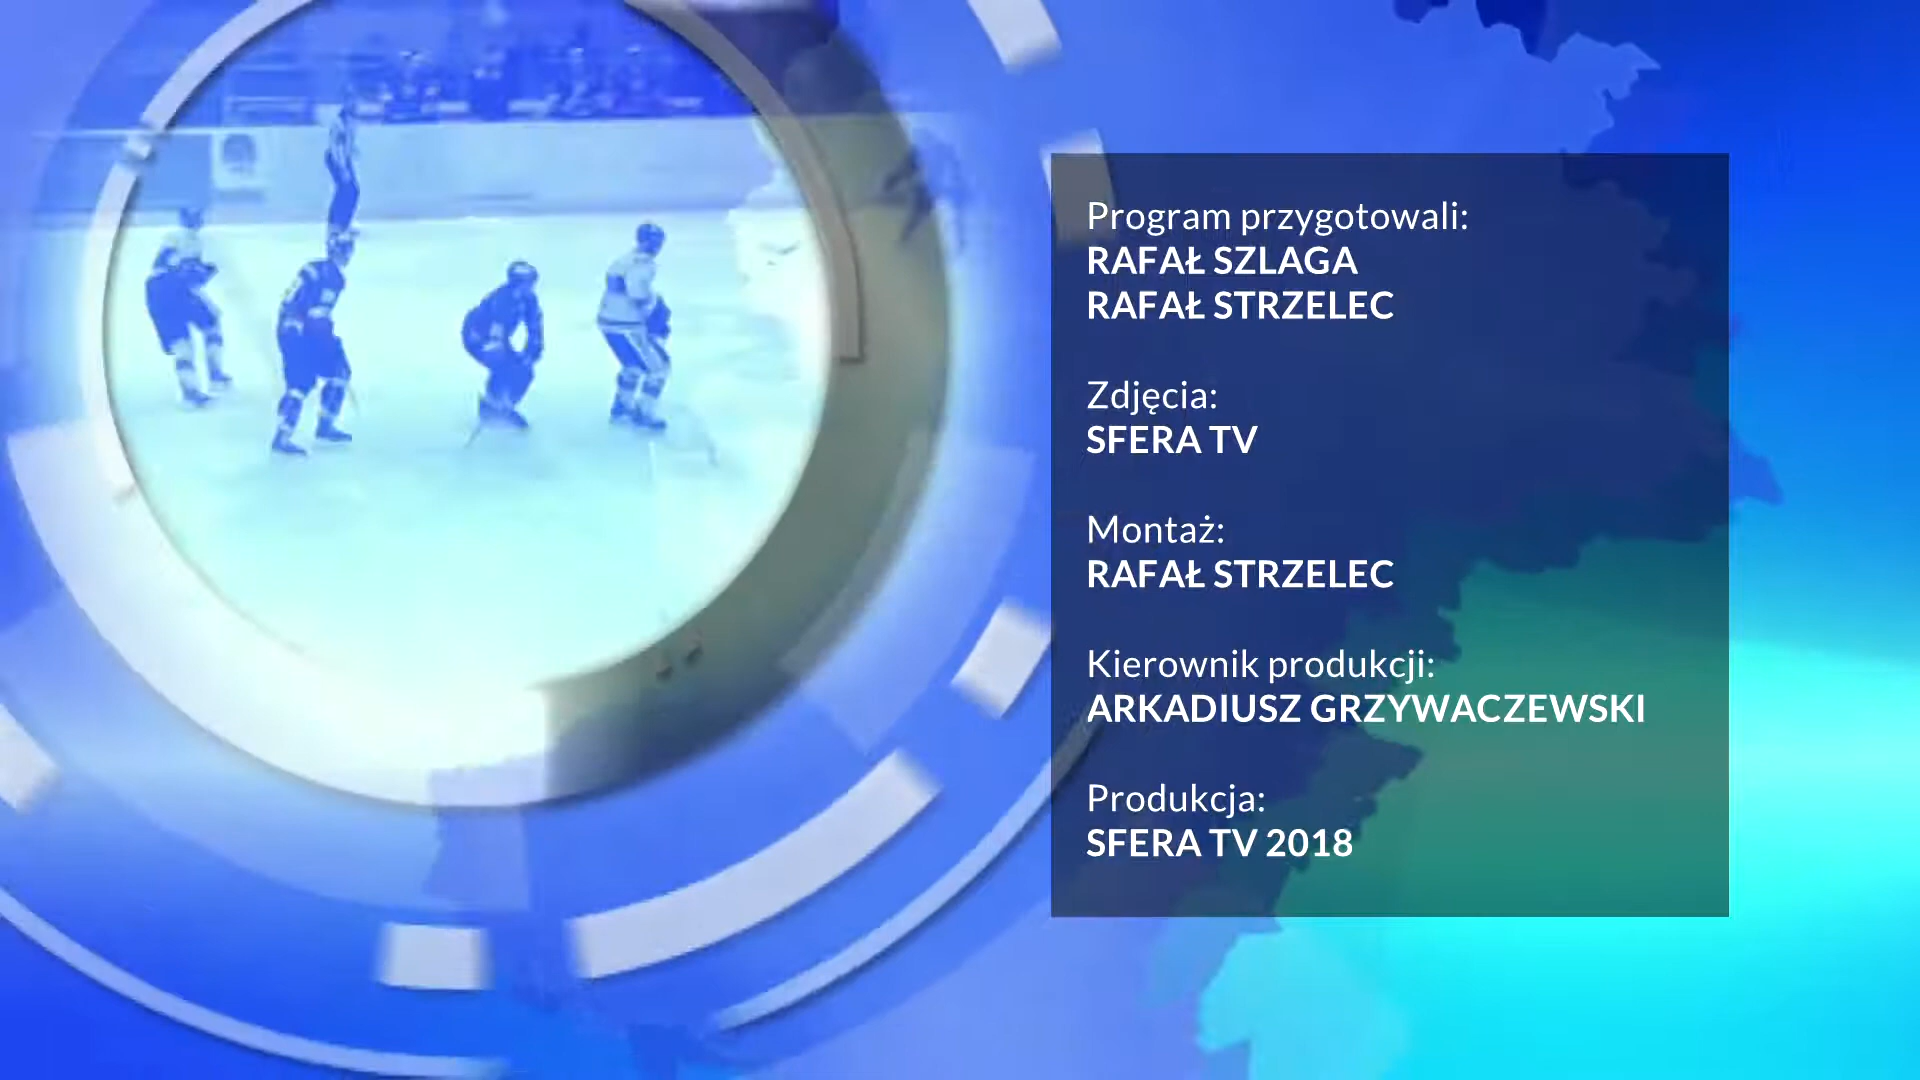 Program przygotowali:
RAFAŁ SZLAGA
RAFAŁ STRZELEC
Zdjęcia:
SFERA TV
Montaż:
RAFAŁ STRZELEC
Kierownik produkcji:
ARKADIUSZ GRZYWACZEWSKI
Produkcja:
SFERA TV 2018